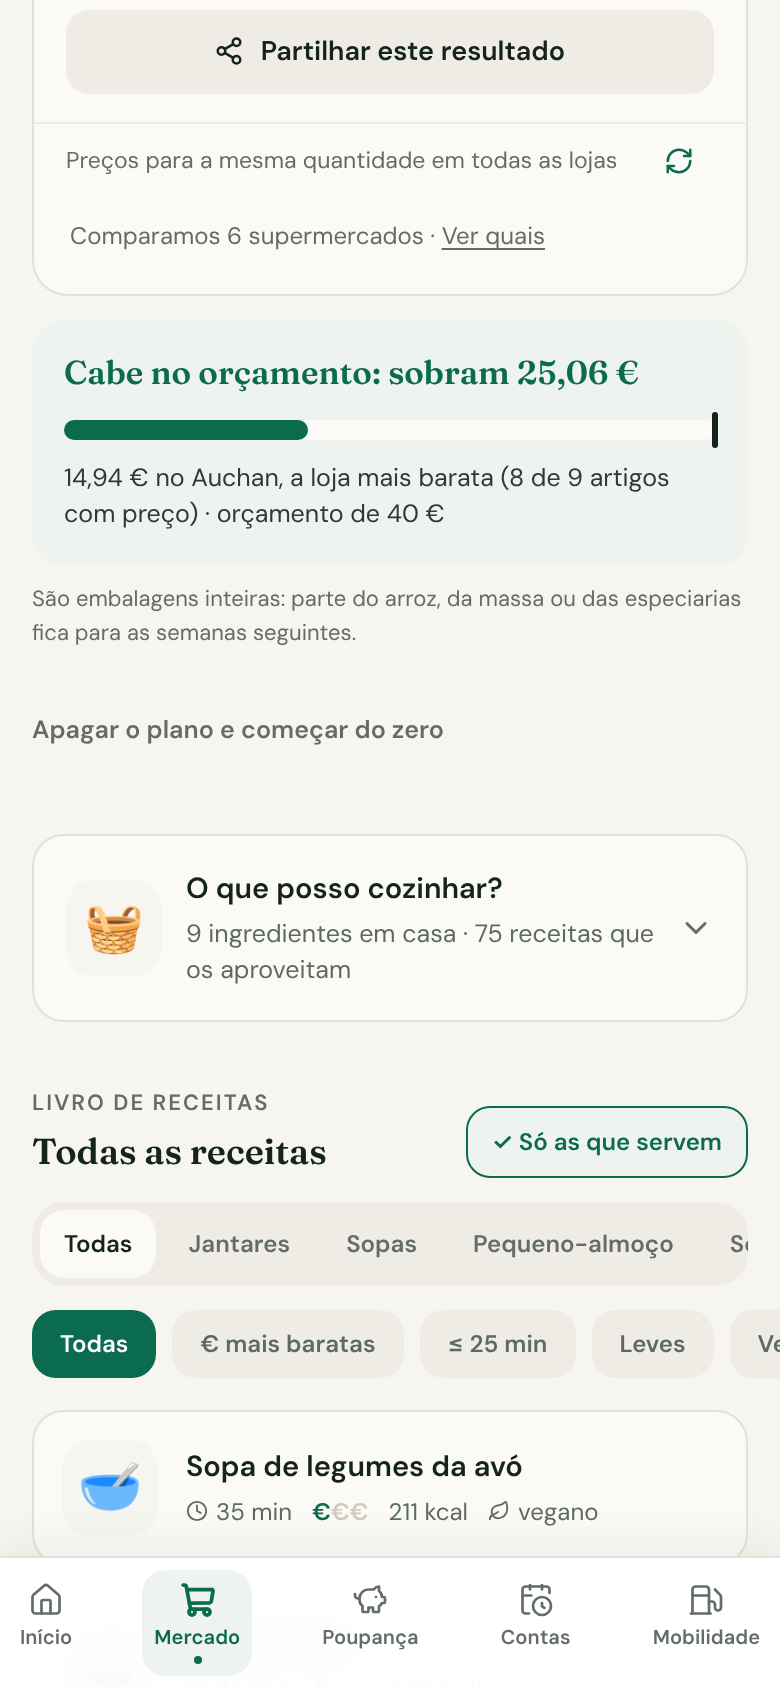 Partilhar este resultado
Preços para a mesma quantidade em todas as lojas
Comparamos 6 supermercados · Ver quais
Cabe no orçamento: sobram 25,06 €
14,94 € no Auchan, a loja mais barata (8 de 9 artigos
com preço) · orçamento de 40 €
São embalagens inteiras: parte do arroz, da massa ou das especiarias
fica para as semanas seguintes.
Apagar o plano e começar do zero
O que posso cozinhar?
9 ingredientes em casa · 75 receitas que
os aproveitam
LIVRO DE RECEITAS
Todas as receitas
✓ Só as que servem
Todas Jantares Sopas Pequeno-almoço
Todas € mais baratas ≤ 25 min Leves
Sopa de legumes da avó
35 min €€€ 211 kcal vegano
Início Mercado Poupança Contas Mobilidade